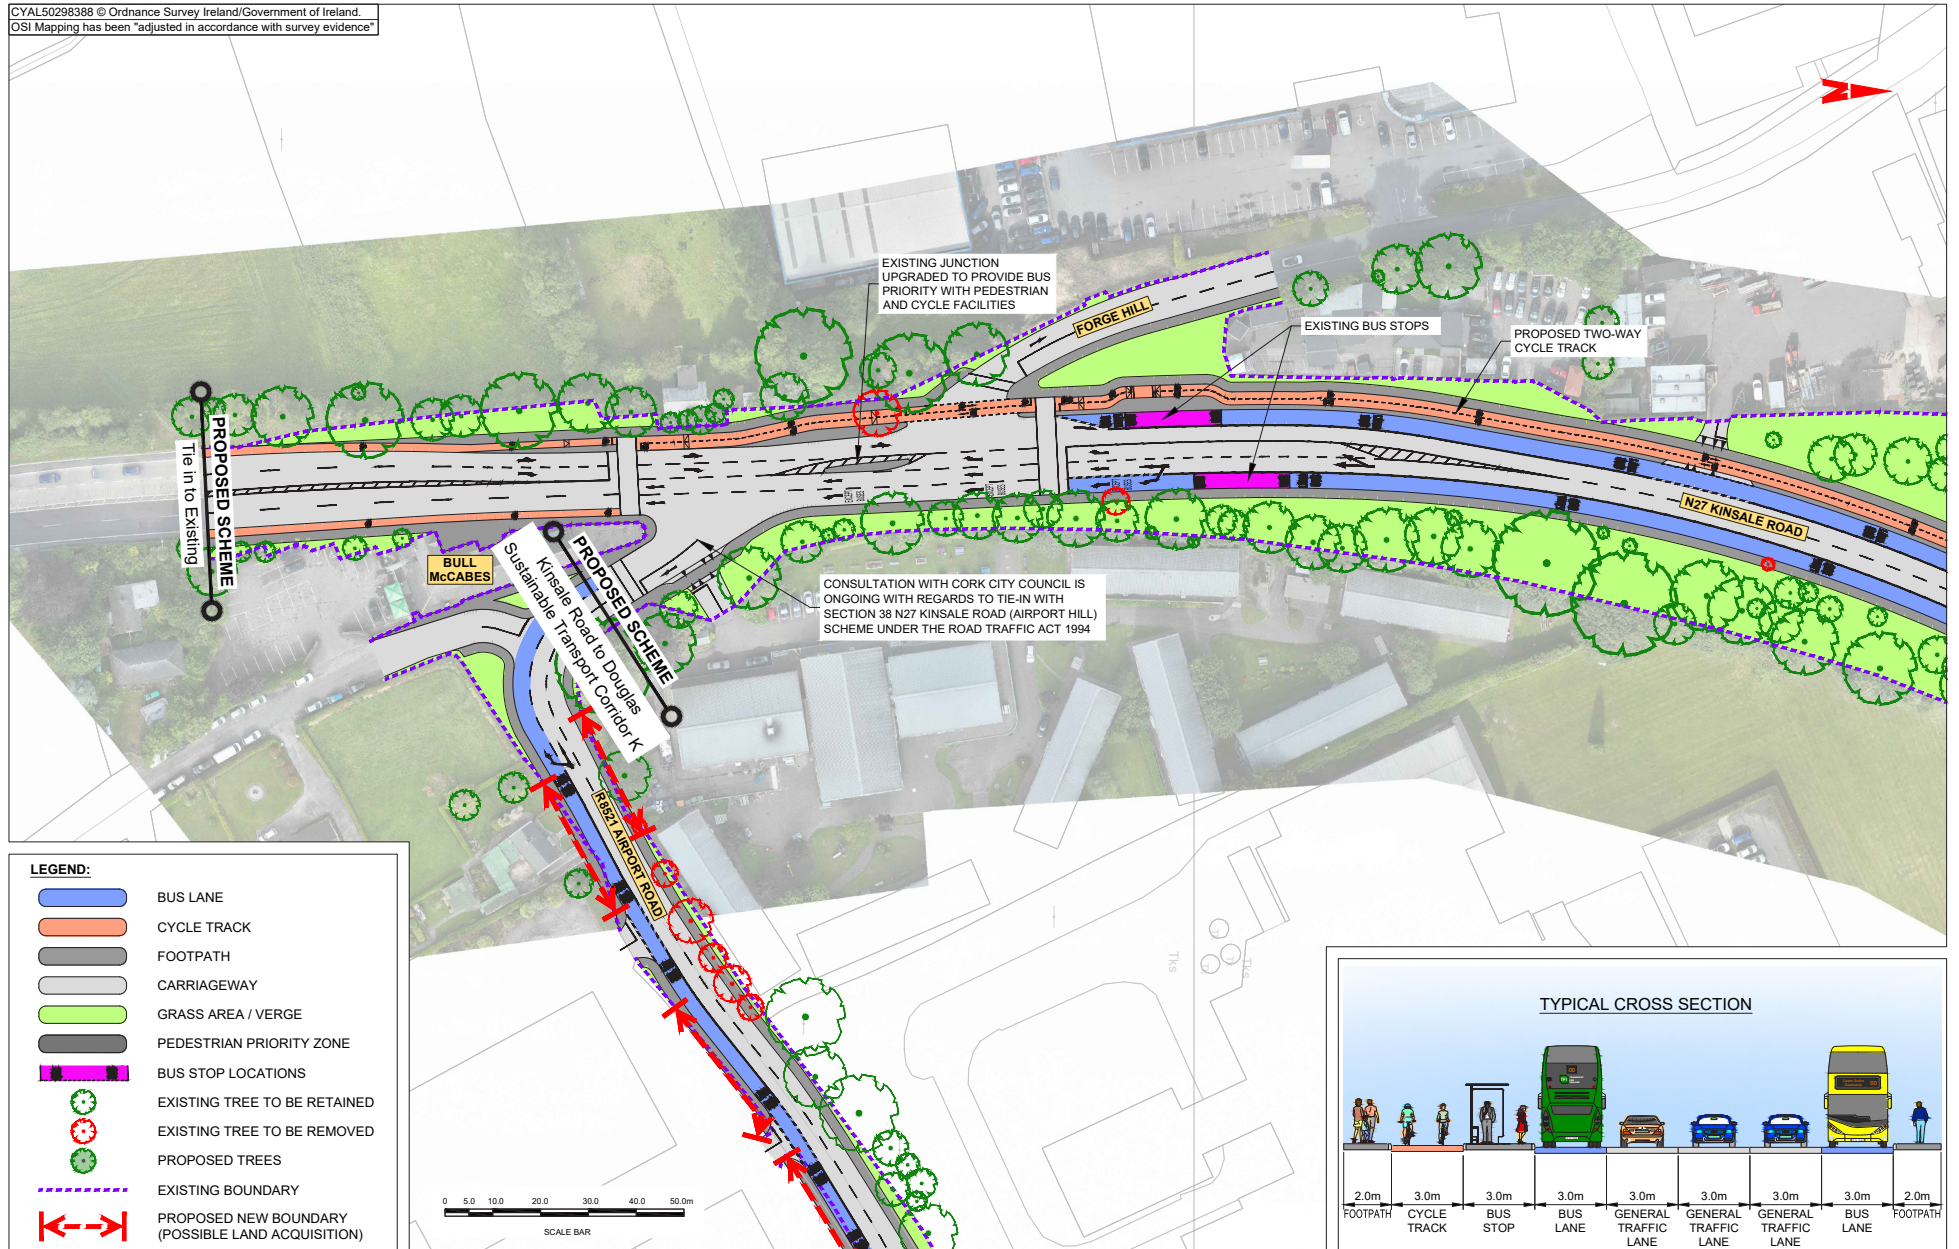 CYAL50298388 © Ordnance Survey Ireland/Government of Ireland.
OSI Mapping has been "adjusted in accordance with survey evidence"
N
EXISTING JUNCTION
UPGRADED TO PROVIDE BUS
PRIORITY WITH PEDESTRIAN
AND CYCLE FACILITIES
FORGE HILL
EXISTING BUS STOPS
PROPOSED TWO-WAY
CYCLE TRACK
PROPOSED SCHEME
Tie in to Existing
N27 KINSALE ROAD
BULL
McCABES
PROPOSED SCHEME
Kinsale Road to Douglas
Sustainable Transport Corridor K
CONSULTATION WITH CORK CITY COUNCIL IS
ONGOING WITH REGARDS TO TIE-IN WITH
SECTION 38 N27 KINSALE ROAD (AIRPORT HILL)
SCHEME UNDER THE ROAD TRAFFIC ACT 1994
R8521 AIRPORT ROAD
Tks
Tks
LEGEND:
BUS LANE
CYCLE TRACK
FOOTPATH
CARRIAGEWAY
GRASS AREA / VERGE
PEDESTRIAN PRIORITY ZONE
BUS STOP LOCATIONS
EXISTING TREE TO BE RETAINED
EXISTING TREE TO BE REMOVED
PROPOSED TREES
EXISTING BOUNDARY
PROPOSED NEW BOUNDARY
(POSSIBLE LAND ACQUISITION)
0 5.0 10.0 20.0 30.0 40.0 50.0m
SCALE BAR
TYPICAL CROSS SECTION
2.0m 3.0m 3.0m 3.0m 3.0m 3.0m 3.0m 3.0m 2.0m
FOOTPATH CYCLE BUS BUS GENERAL GENERAL GENERAL BUS FOOTPATH
TRACK STOP LANE TRAFFIC TRAFFIC TRAFFIC LANE
LANE LANE LANE